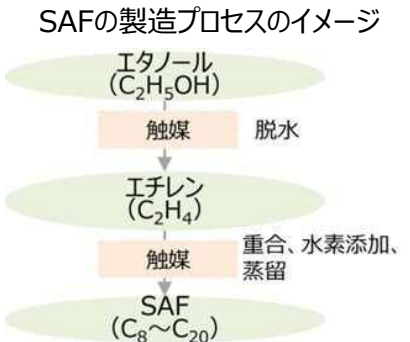 SAFの製造プロセスのイメージ
エタノール
(C₂H₅OH)
触媒 脱水
エチレン
(C₂H₄)
触媒 重合、水素添加、
蒸留
SAF
(C₈～C₂₀)